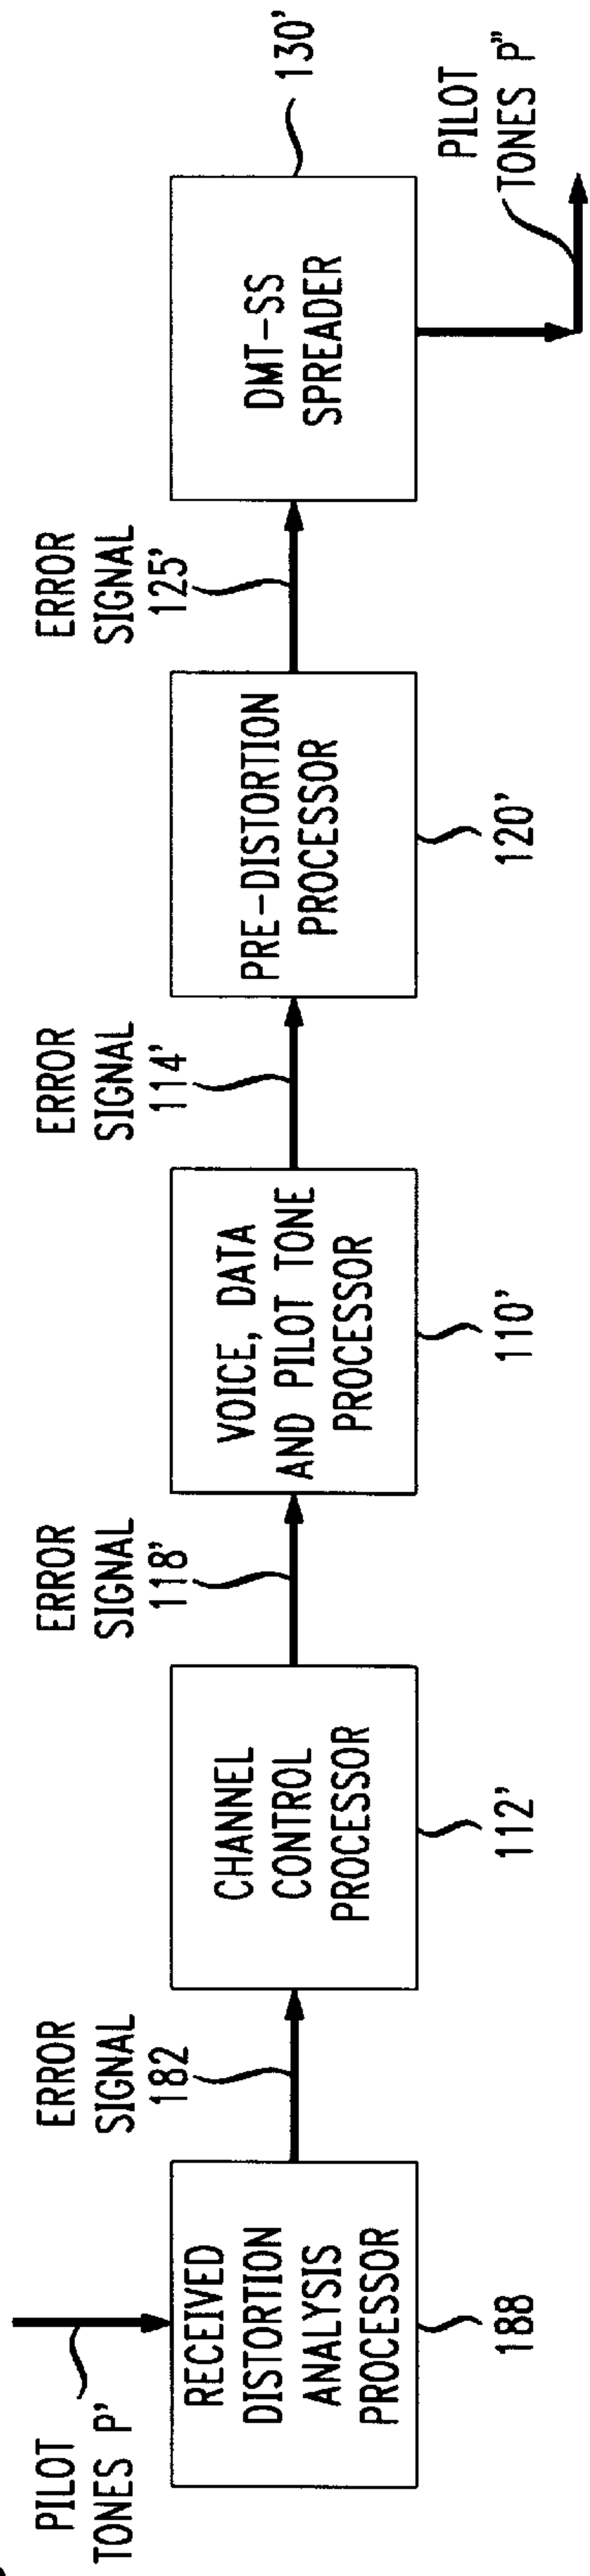 PILOT
TONES P'
RECEIVED
DISTORTION
ANALYSIS
PROCESSOR
188
ERROR
SIGNAL
182
CHANNEL
CONTROL
PROCESSOR
112'
ERROR
SIGNAL
118'
VOICE, DATA
AND PILOT TONE
PROCESSOR
110'
ERROR
SIGNAL
114'
PRE-DISTORTION
PROCESSOR
120'
ERROR
SIGNAL
125'
DMT-SS
SPREADER
130'
PILOT
TONES P"